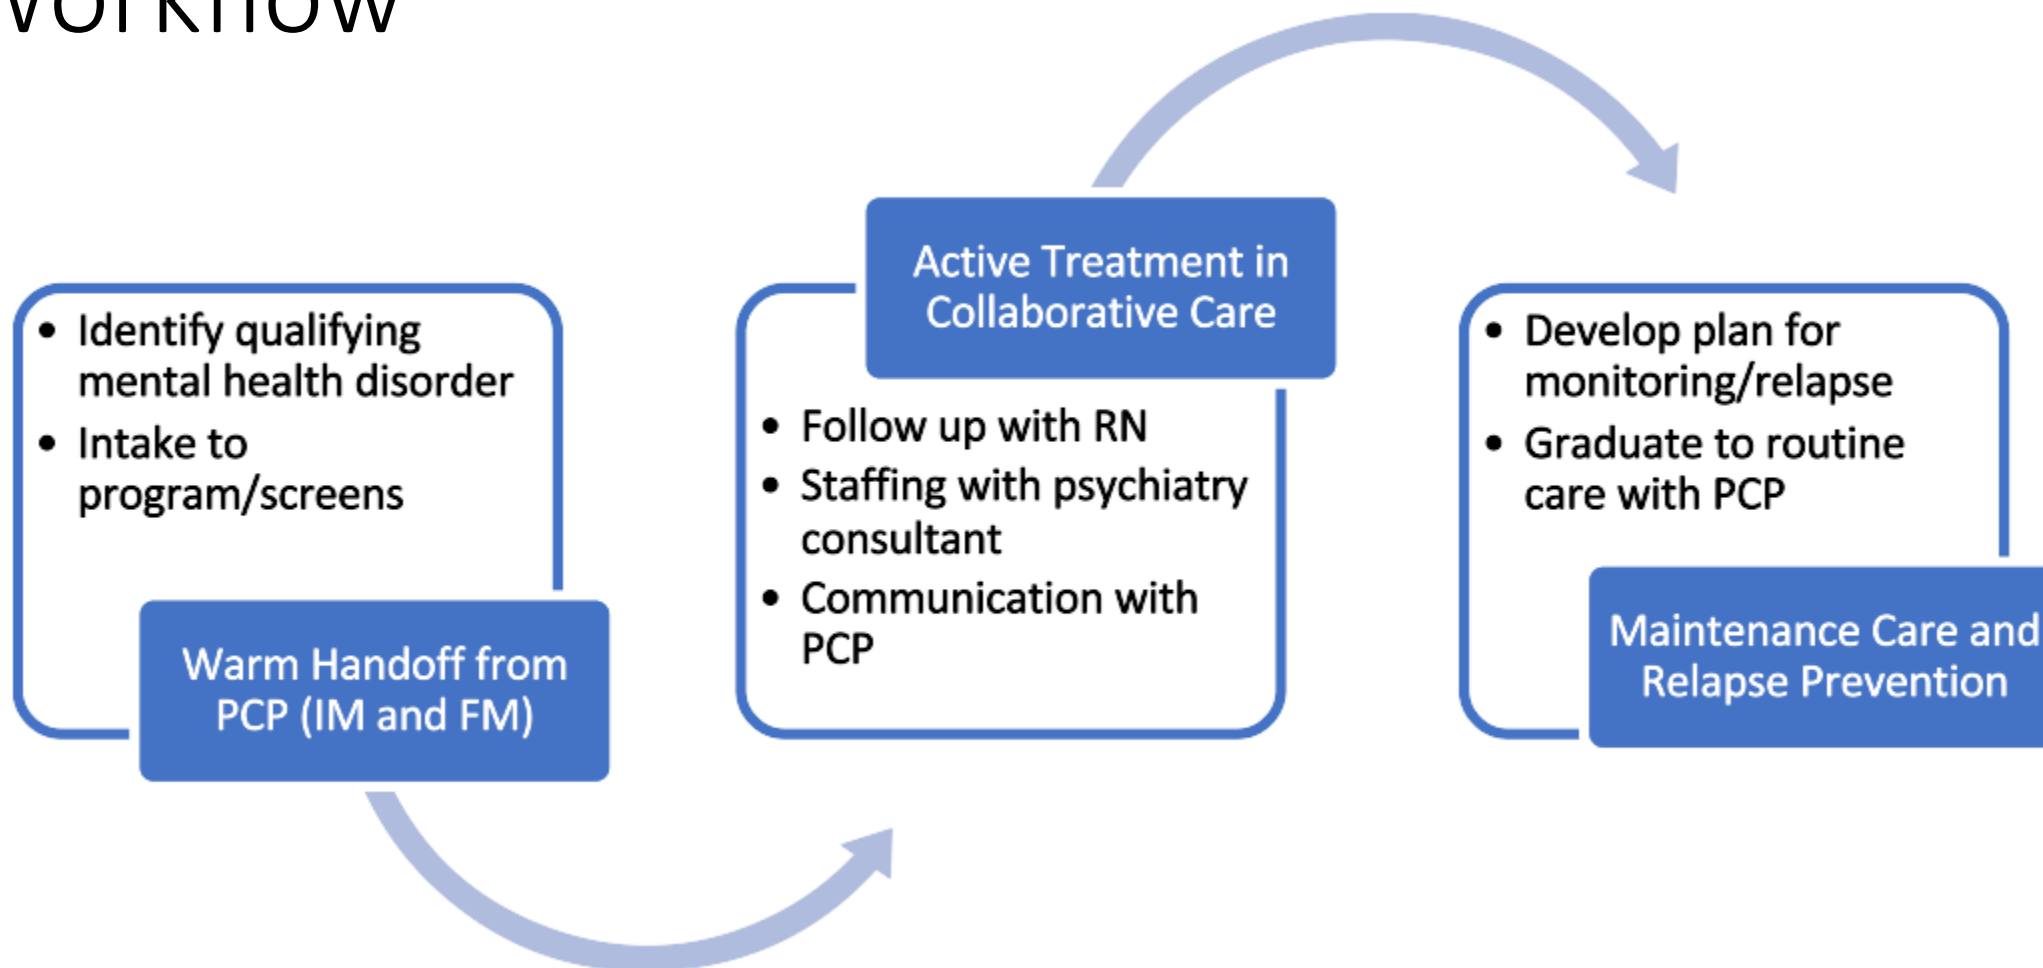 Workflow
• Identify qualifying
mental health disorder
• Intake to
program/screens
Warm Handoff from
PCP (IM and FM)
Active Treatment in
Collaborative Care
• Follow up with RN
• Staffing with psychiatry
consultant
• Communication with
PCP
• Develop plan for
monitoring/relapse
• Graduate to routine
care with PCP
Maintenance Care and
Relapse Prevention